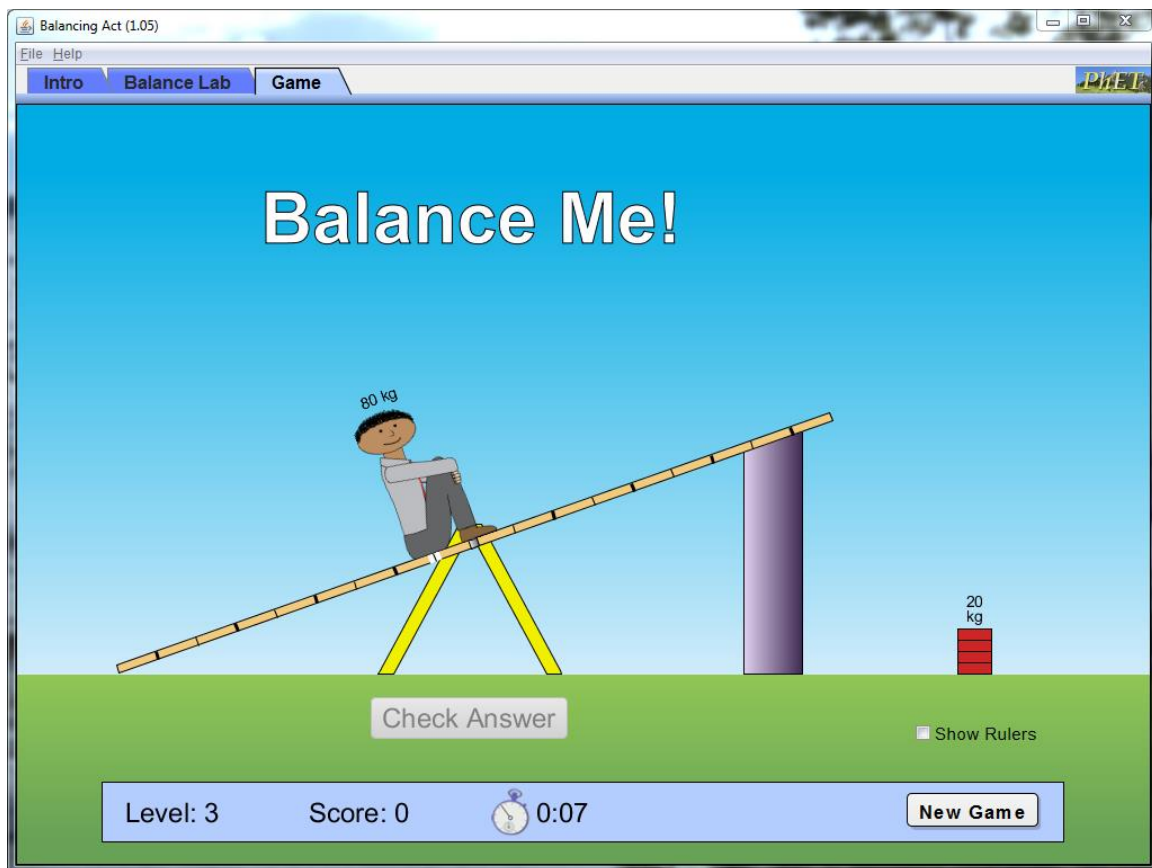 Balancing Act (1.05)
File Help
Intro Balance Lab Game
PhET
Balance Me!
80 kg
20
kg
Check Answer
Show Rulers
Level: 3 Score: 0 0:07 New Game